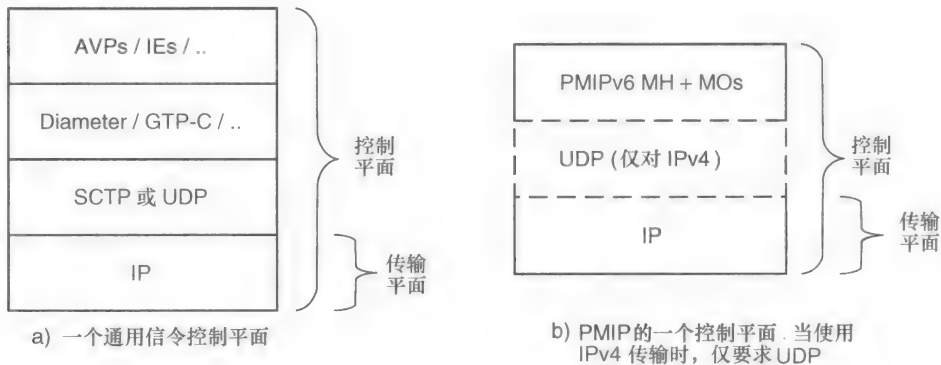 AVPs / IEs / ..
Diameter / GTP-C / ..
SCTP 或 UDP
IP
控制
平面
传输
平面
a) 一个通用信令控制平面
PMIPv6 MH + MOs
UDP (仅对 IPv4 )
IP
控制
平面
传输
平面
b) PMIP的一个控制平面. 当使用
IPv4 传输时，仅要求UDP